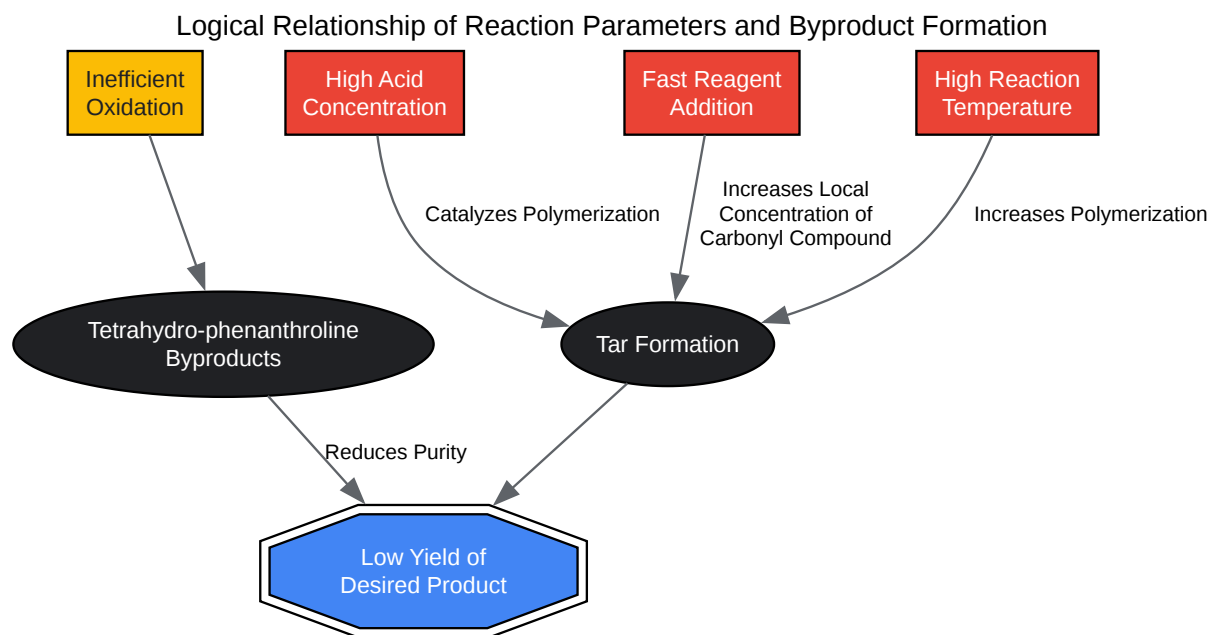 Logical Relationship of Reaction Parameters and Byproduct Formation
Inefficient
Oxidation
High Acid
Concentration
Fast Reagent
Addition
High Reaction
Temperature
Catalyzes Polymerization
Increases Local
Concentration of
Carbonyl Compound
Increases Polymerization
Tetrahydro-phenanthroline
Byproducts
Tar Formation
Reduces Purity
Low Yield of
Desired Product